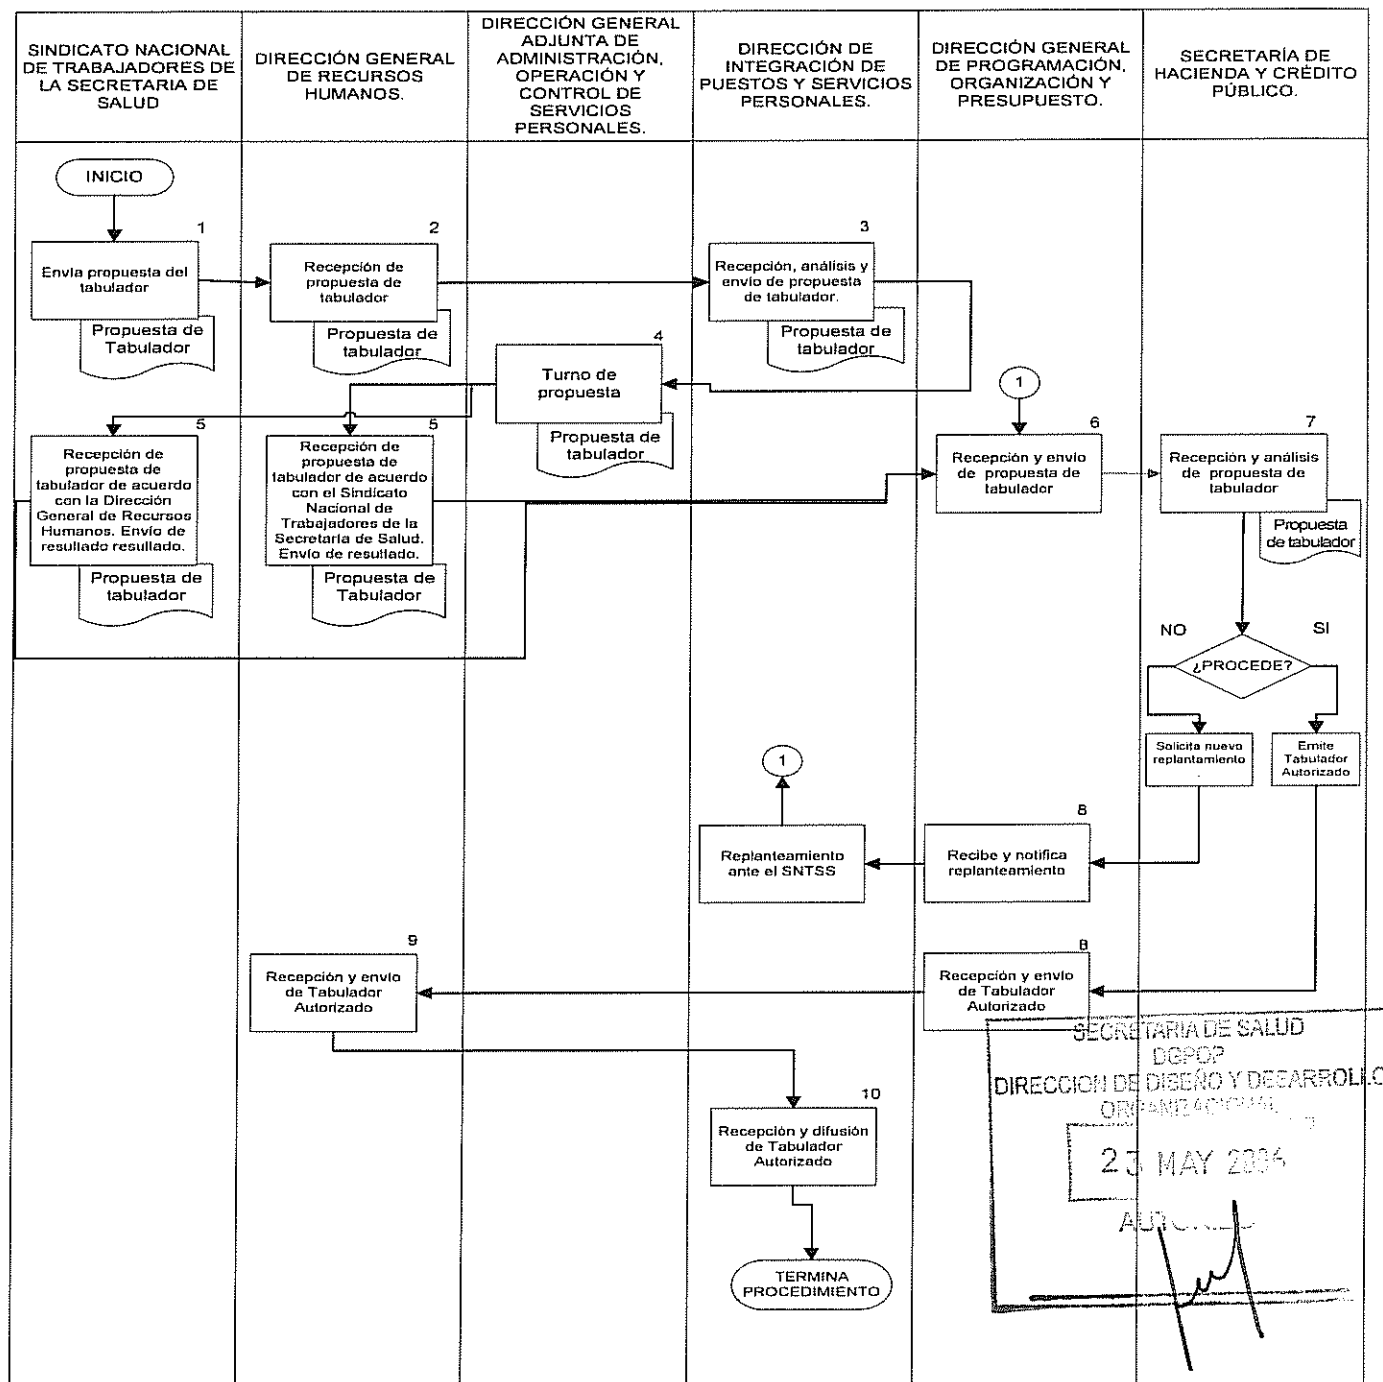 SINDICATO NACIONAL
DE TRABAJADORES DE
LA SECRETARIA DE
SALUD
DIRECCIÓN GENERAL
DE RECURSOS
HUMANOS.
DIRECCIÓN GENERAL
ADJUNTA DE
ADMINISTRACIÓN,
OPERACIÓN Y
CONTROL DE
SERVICIOS
PERSONALES.
DIRECCIÓN DE
INTEGRACIÓN DE
PUESTOS Y SERVICIOS
PERSONALES.
DIRECCIÓN GENERAL
DE PROGRAMACIÓN,
ORGANIZACIÓN Y
PRESUPUESTO.
SECRETARÍA DE
HACIENDA Y CRÉDITO
PÚBLICO.
INICIO
1
Envía propuesta del
tabulador
Propuesta de
Tabulador
2
Recepción de
propuesta de
tabulador
Propuesta de
tabulador
3
Recepción, análisis y
envío de propuesta
de tabulador.
Propuesta de
tabulador
4
Turno de
propuesta
Propuesta de
tabulador
5
Recepción de
propuesta de
tabulador de acuerdo
con la Dirección
General de Recursos
Humanos. Envío de
resultado resultado.
Propuesta de
tabulador
5
Recepción de
propuesta de
tabulador de acuerdo
con el Sindicato
Nacional de
Trabajadores de la
Secretaría de Salud.
Envío de resultado.
Propuesta de
Tabulador
1
6
Recepción y envío
de propuesta de
tabulador
7
Recepción y análisis
de propuesta de
tabulador
Propuesta
de tabulador
NO
SI
¿PROCEDE?
Solicita nuevo
replantamiento
Emite
Tabulador
Autorizado
1
Replanteamiento
ante el SNTSS
8
Recibe y notifica
replanteamiento
9
Recepción y envío
de Tabulador
Autorizado
8
Recepción y envío
de Tabulador
Autorizado
10
Recepción y difusión
de Tabulador
Autorizado
TERMINA
PROCEDIMIENTO
SECRETARIA DE SALUD
DGPOP
DIRECCION DE DISEÑO Y DESARROLLO
ORGANIZACIONAL
23 MAY